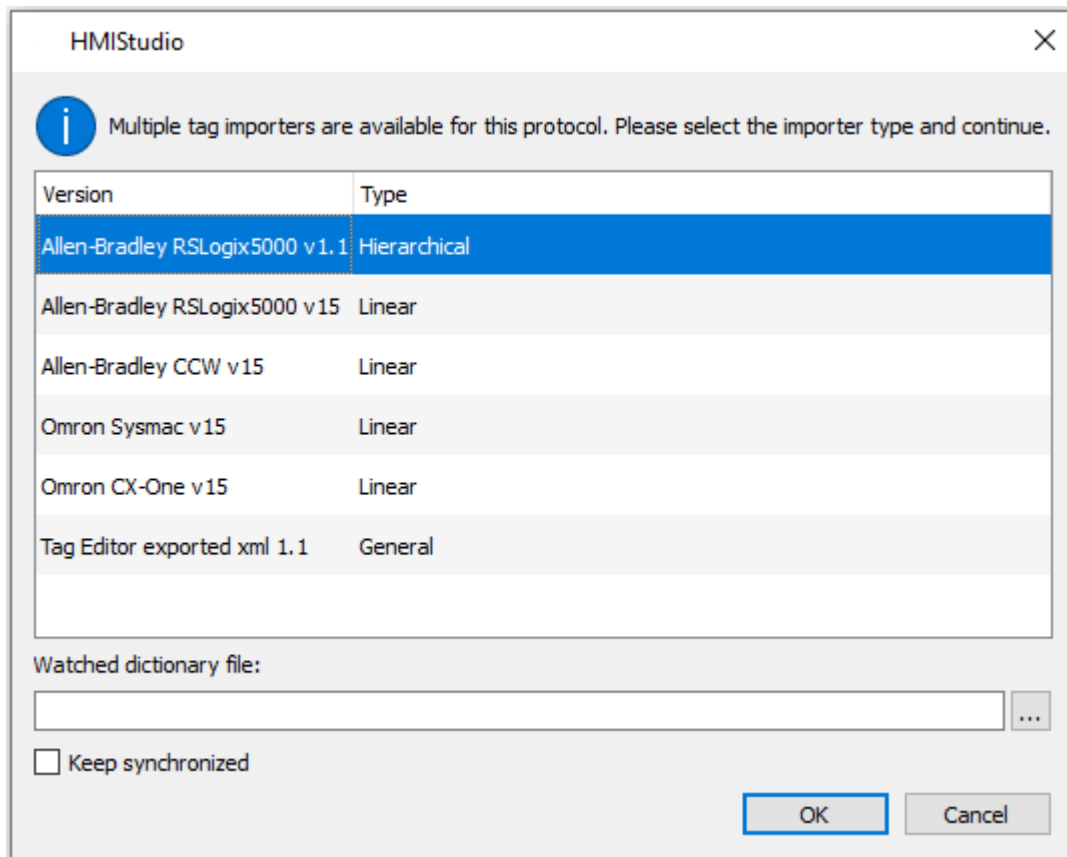 HMIStudio
i
Multiple tag importers are available for this protocol. Please select the importer type and continue.
Version Type
Allen-Bradley RSLogix5000 v1.1 Hierarchical
Allen-Bradley RSLogix5000 v15 Linear
Allen-Bradley CCW v15 Linear
Omron Sysmac v15 Linear
Omron CX-One v15 Linear
Tag Editor exported xml 1.1 General
Watched dictionary file:
...
Keep synchronized
OK Cancel